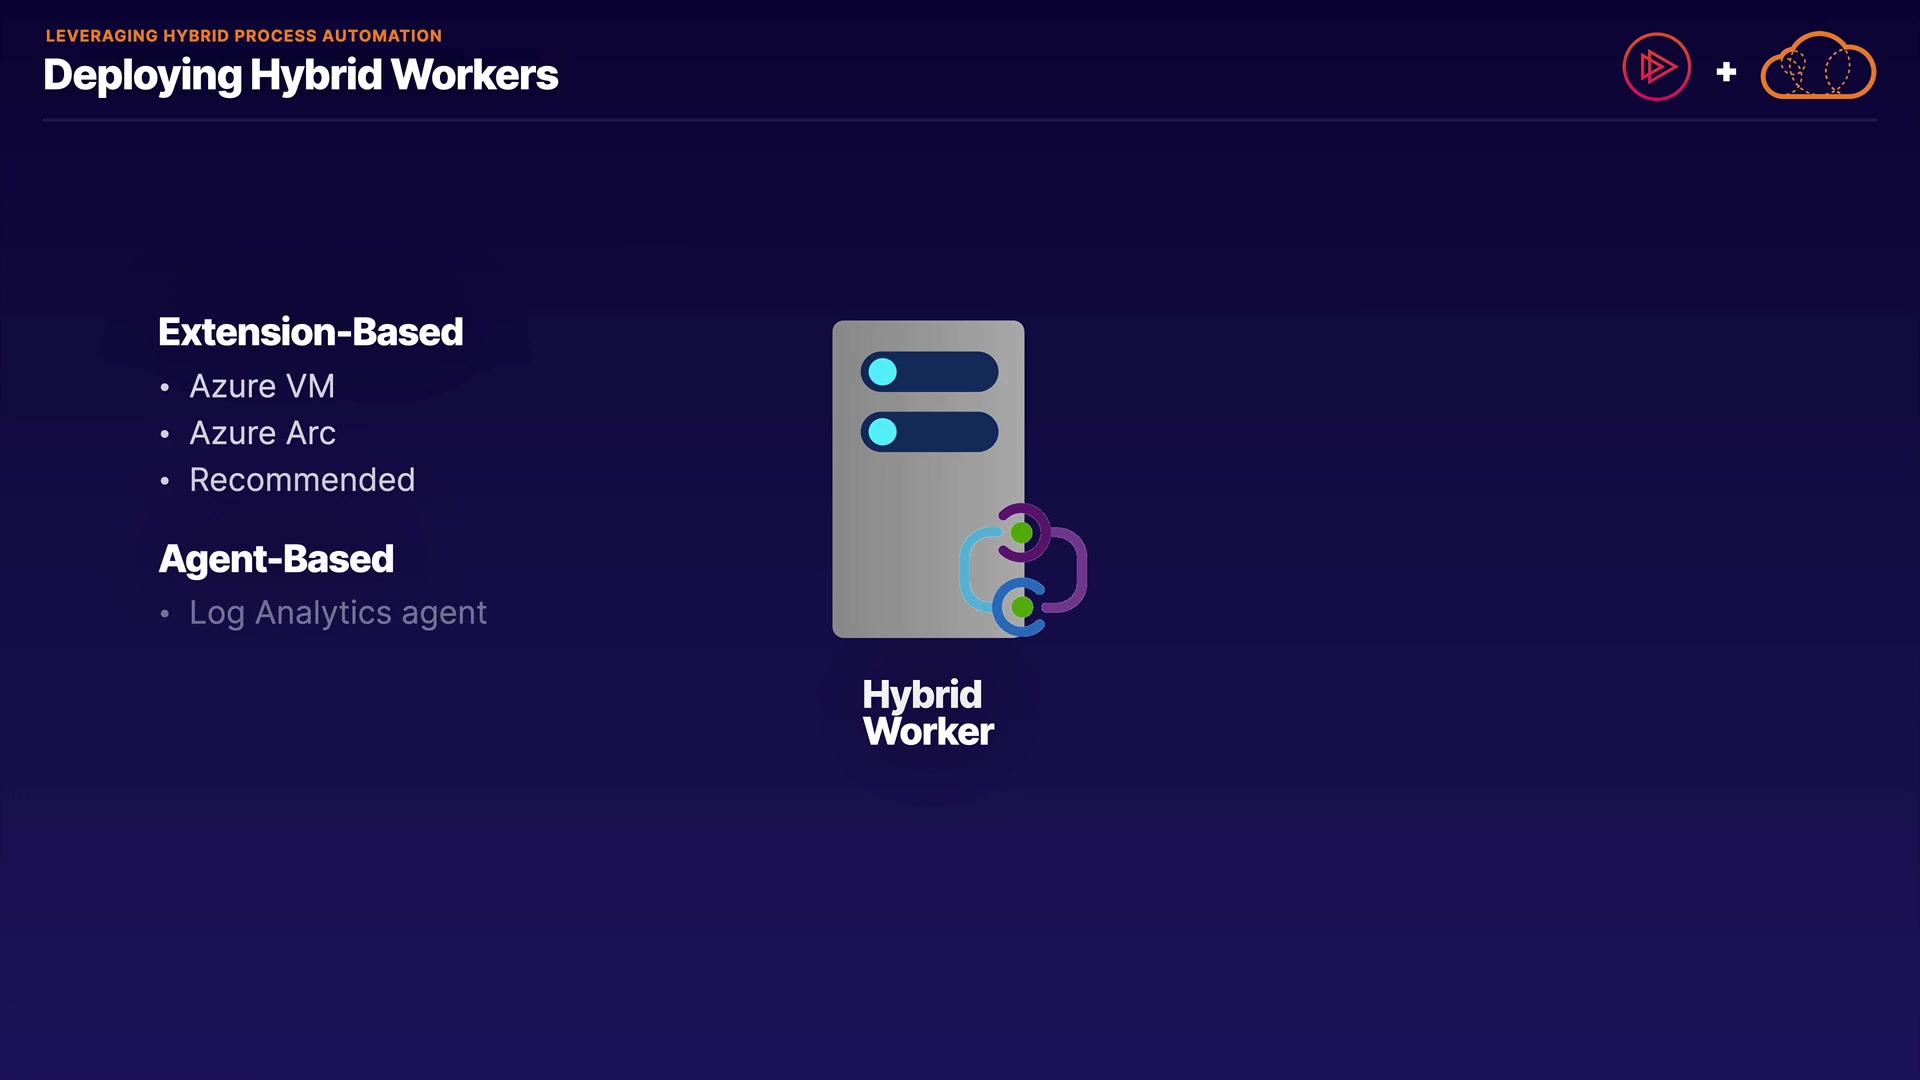 LEVERAGING HYBRID PROCESS AUTOMATION
Deploying Hybrid Workers
Extension-Based
• Azure VM
• Azure Arc
• Recommended
Agent-Based
• Log Analytics agent
Hybrid
Worker